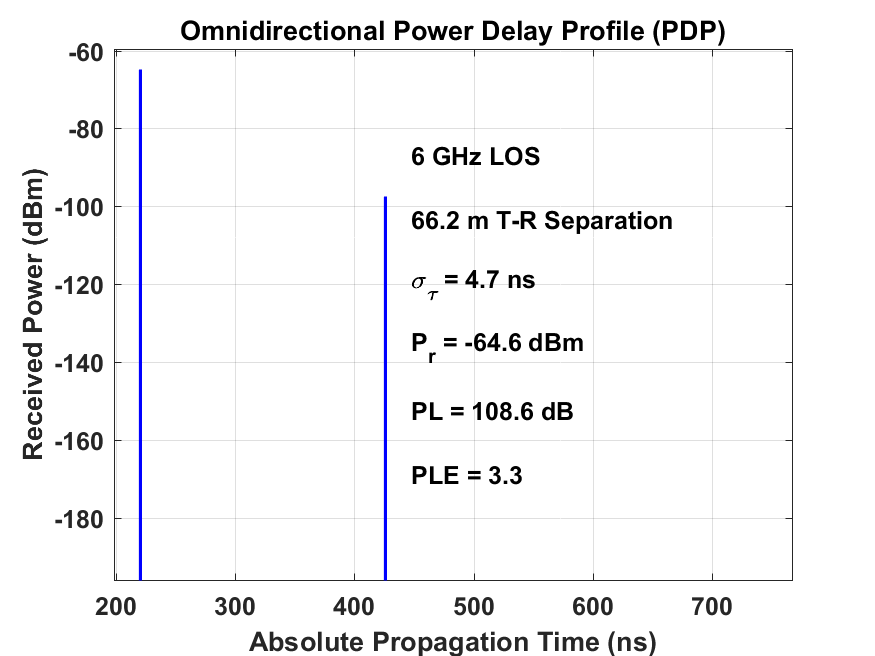 Omnidirectional Power Delay Profile (PDP)
Received Power (dBm)
-60
-80
-100
-120
-140
-160
-180
6 GHz LOS
66.2 m T-R Separation
σ_τ = 4.7 ns
P_r = -64.6 dBm
PL = 108.6 dB
PLE = 3.3
200 300 400 500 600 700
Absolute Propagation Time (ns)